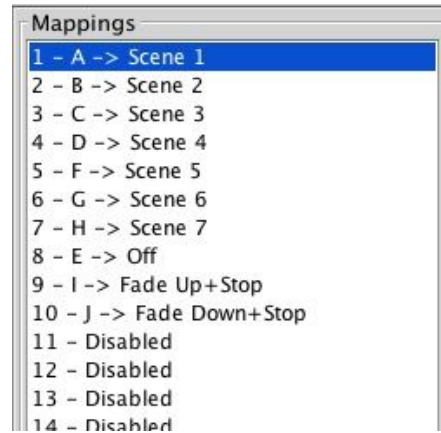 Mappings
1 – A –> Scene 1
2 – B –> Scene 2
3 – C –> Scene 3
4 – D –> Scene 4
5 – F –> Scene 5
6 – G –> Scene 6
7 – H –> Scene 7
8 – E –> Off
9 – I –> Fade Up+Stop
10 – J –> Fade Down+Stop
11 – Disabled
12 – Disabled
13 – Disabled
14 – Disabled